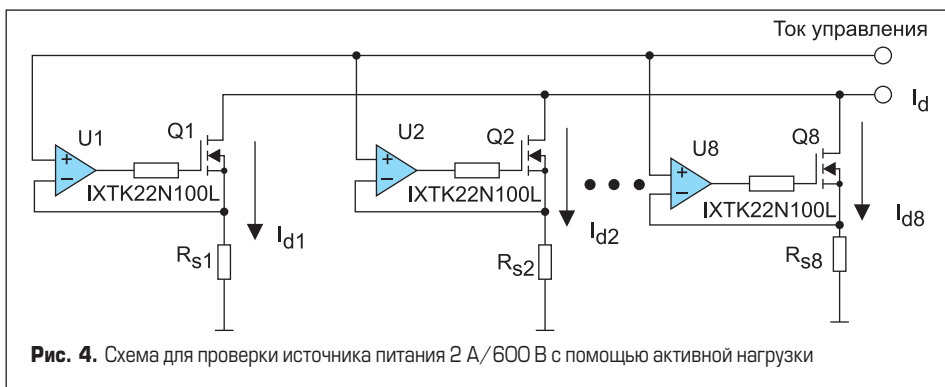 Ток управления
I_d
U1
Q1
U2
Q2
U8
Q8
+
−
+
−
+
−
IXTK22N100L
IXTK22N100L
IXTK22N100L
I_d1
I_d2
I_d8
R_s1
R_s2
R_s8
Рис. 4. Схема для проверки источника питания 2 А/600 В с помощью активной нагрузки